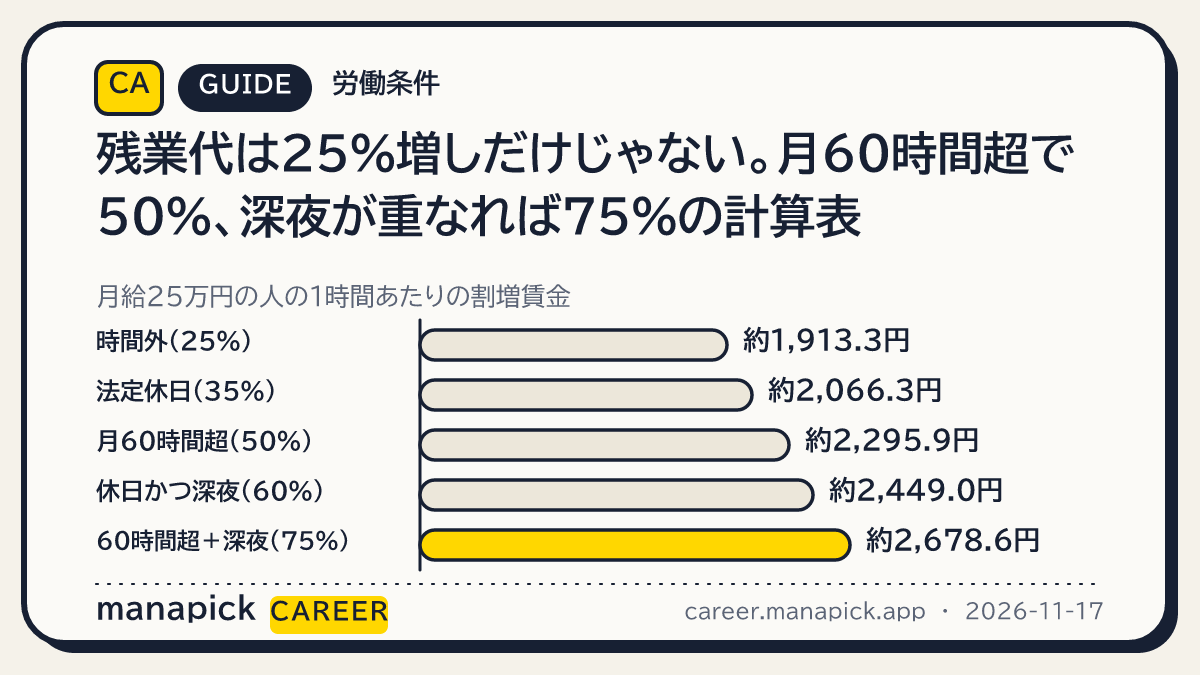 CA GUIDE 労働条件
残業代は25%増しだけじゃない。月60時間超で
50%、深夜が重なれば75%の計算表
月給25万円の人の1時間あたりの割増賃金
時間外(25%) 約1,913.3円
法定休日(35%) 約2,066.3円
月60時間超(50%) 約2,295.9円
休日かつ深夜(60%) 約2,449.0円
60時間超+深夜(75%) 約2,678.6円
manapick CAREER career.manapick.app ・ 2026-11-17